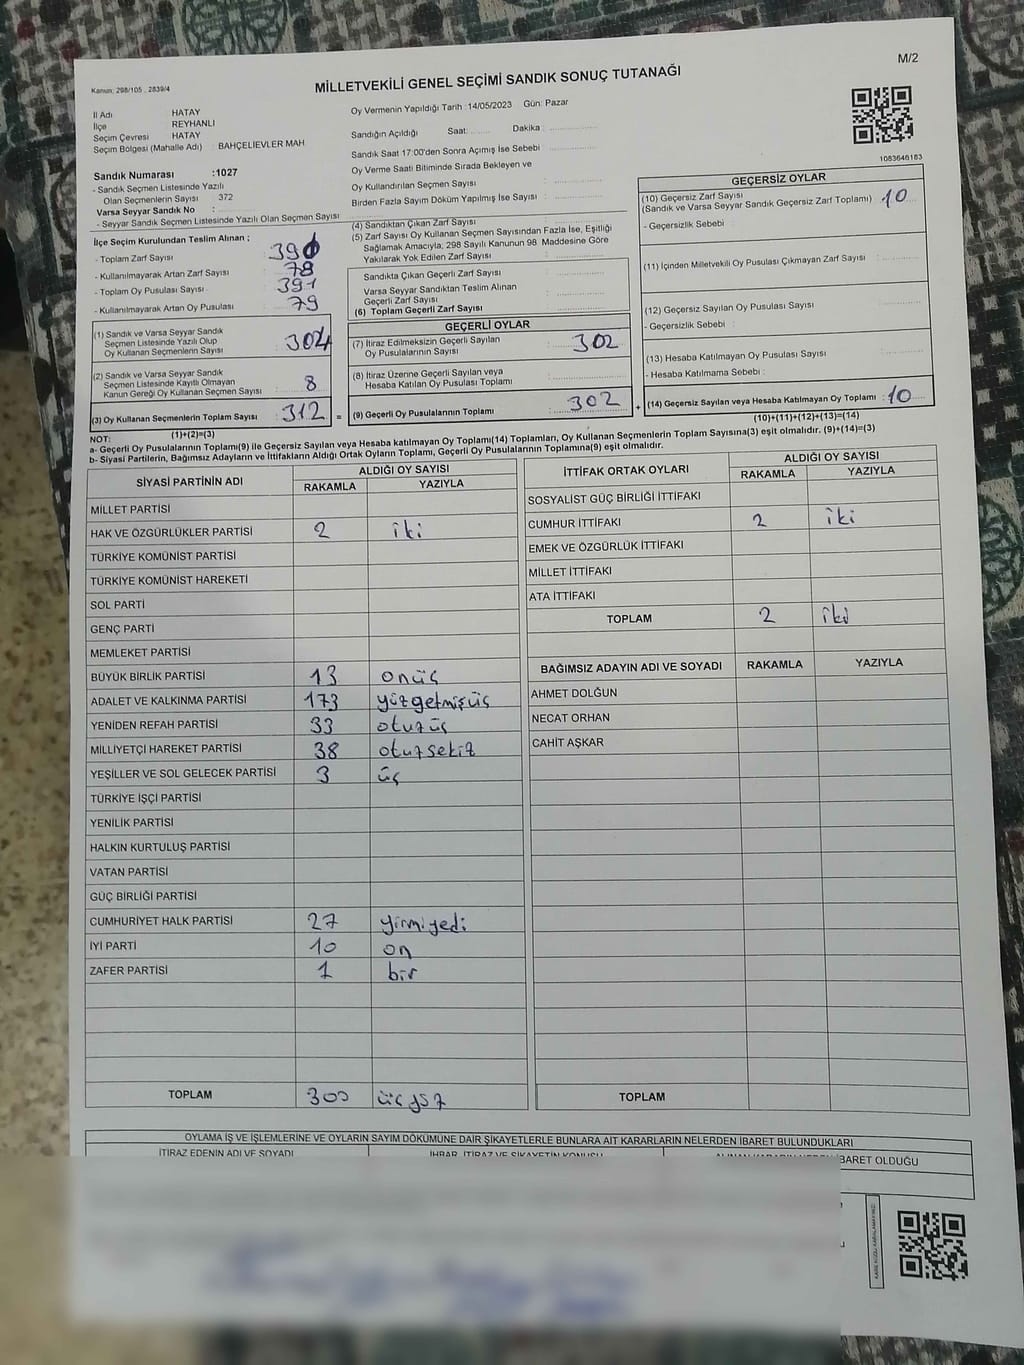 M/2
Kanun; 298/105 , 2839/4
MİLLETVEKİLİ GENEL SEÇİMİ SANDIK SONUÇ TUTANAĞI
İl Adı HATAY
İlçe REYHANLI
Seçim Çevresi HATAY
Seçim Bölgesi (Mahalle Adı) : BAHÇELİEVLER MAH
Sandık Numarası :1027
- Sandık Seçmen Listesinde Yazılı
Olan Seçmenlerin Sayısı : 372
Varsa Seyyar Sandık No :
- Seyyar Sandık Seçmen Listesinde Yazılı Olan Seçmen Sayısı
Oy Vermenin Yapıldığı Tarih :14/05/2023 Gün: Pazar
Sandığın Açıldığı Saat: Dakika :
Sandık Saat 17:00'den Sonra Açımış İse Sebebi :
Oy Verme Saati Bitiminde Sırada Bekleyen ve
Oy Kullandırılan Seçmen Sayısı :
Birden Fazla Sayım Döküm Yapılmış İse Sayısı :
1083646183
İlçe Seçim Kurulundan Teslim Alınan ;
- Toplam Zarf Sayısı : 390
- Kullanılmayarak Artan Zarf Sayısı : 78
- Toplam Oy Pusulası Sayısı : 391
- Kullanılmayarak Artan Oy Pusulası : 79
(1) Sandık ve Varsa Seyyar Sandık
Seçmen Listesinde Yazılı Olup
Oy Kullanan Seçmenlerin Sayısı : 304
(2) Sandık ve Varsa Seyyar Sandık
Seçmen Listesinde Kayıtlı Olmayan
Kanun Gereği Oy Kullanan Seçmen Sayısı : 8
(3) Oy Kullanan Seçmenlerin Toplam Sayısı : 312 =
(1)+(2)=(3)
(4) Sandıktan Çıkan Zarf Sayısı :
(5) Zarf Sayısı Oy Kullanan Seçmen Sayısından Fazla İse, Eşitliği
Sağlamak Amacıyla, 298 Sayılı Kanunun 98 Maddesine Göre
Yakılarak Yok Edilen Zarf Sayısı :
Sandıkta Çıkan Geçerli Zarf Sayısı :
Varsa Seyyar Sandıktan Teslim Alınan
Geçerli Zarf Sayısı :
(6) Toplam Geçerli Zarf Sayısı :
GEÇERLİ OYLAR
(7) İtiraz Edilmeksizin Geçerli Sayılan
Oy Pusulalarının Sayısı : 302
(8) İtiraz Üzerine Geçerli Sayılan veya
Hesaba Katılan Oy Pusulası Toplamı :
(9) Geçerli Oy Pusulalarının Toplamı : 302 +
GEÇERSİZ OYLAR
(10) Geçersiz Zarf Sayısı
(Sandık ve Varsa Seyyar Sandık Geçersiz Zarf Toplamı) : 10
- Geçersizlik Sebebi :
(11) İçinden Milletvekili Oy Pusulası Çıkmayan Zarf Sayısı :
(12) Geçersiz Sayılan Oy Pusulası Sayısı :
- Geçersizlik Sebebi :
(13) Hesaba Katılmayan Oy Pusulası Sayısı :
- Hesaba Katılmama Sebebi :
(14) Geçersiz Sayılan veya Hesaba Katılmayan Oy Toplamı : 10
(10)+(11)+(12)+(13)=(14)
NOT:
a- Geçerli Oy Pusulalarının Toplamı(9) ile Geçersiz Sayılan veya Hesaba katılmayan Oy Toplamı(14) Toplamları, Oy Kullanan Seçmenlerin Toplam Sayısına(3) eşit olmalıdır. (9)+(14)=(3)
b- Siyasi Partilerin, Bağımsız Adayların ve İttifakların Aldığı Ortak Oyların Toplamı, Geçerli Oy Pusulalarının Toplamına(9) eşit olmalıdır.
SİYASİ PARTİNİN ADI ALDIĞI OY SAYISI
RAKAMLA YAZIYLA
MİLLET PARTİSİ
HAK VE ÖZGÜRLÜKLER PARTİSİ 2 iki
TÜRKİYE KOMÜNİST PARTİSİ
TÜRKİYE KOMÜNİST HAREKETİ
SOL PARTİ
GENÇ PARTİ
MEMLEKET PARTİSİ
BÜYÜK BİRLİK PARTİSİ 13 onüç
ADALET VE KALKINMA PARTİSİ 173 yüzyetmişüç
YENİDEN REFAH PARTİSİ 33 otuzüç
MİLLİYETÇİ HAREKET PARTİSİ 38 otuzsekiz
YEŞİLLER VE SOL GELECEK PARTİSİ 3 üç
TÜRKİYE İŞÇİ PARTİSİ
YENİLİK PARTİSİ
HALKIN KURTULUŞ PARTİSİ
VATAN PARTİSİ
GÜÇ BİRLİĞİ PARTİSİ
CUMHURİYET HALK PARTİSİ 27 yirmiyedi
İYİ PARTİ 10 on
ZAFER PARTİSİ 1 bir
TOPLAM 300 üçyüz
İTTİFAK ORTAK OYLARI ALDIĞI OY SAYISI
RAKAMLA YAZIYLA
SOSYALİST GÜÇ BİRLİĞİ İTTİFAKI
CUMHUR İTTİFAKI 2 iki
EMEK VE ÖZGÜRLÜK İTTİFAKI
MİLLET İTTİFAKI
ATA İTTİFAKI
TOPLAM 2 iki
BAĞIMSIZ ADAYIN ADI VE SOYADI RAKAMLA YAZIYLA
AHMET DOLĞUN
NECAT ORHAN
CAHİT AŞKAR
TOPLAM
OYLAMA İŞ VE İŞLEMLERİNE VE OYLARIN SAYIM DÖKÜMÜNE DAİR ŞİKAYETLERLE BUNLARA AİT KARARLARIN NELERDEN İBARET BULUNDUKLARI
İTİRAZ EDENİN ADI VE SOYADI İHBAR, İTİRAZ VE ŞİKAYETİN KONUSU İBARET OLDUĞU